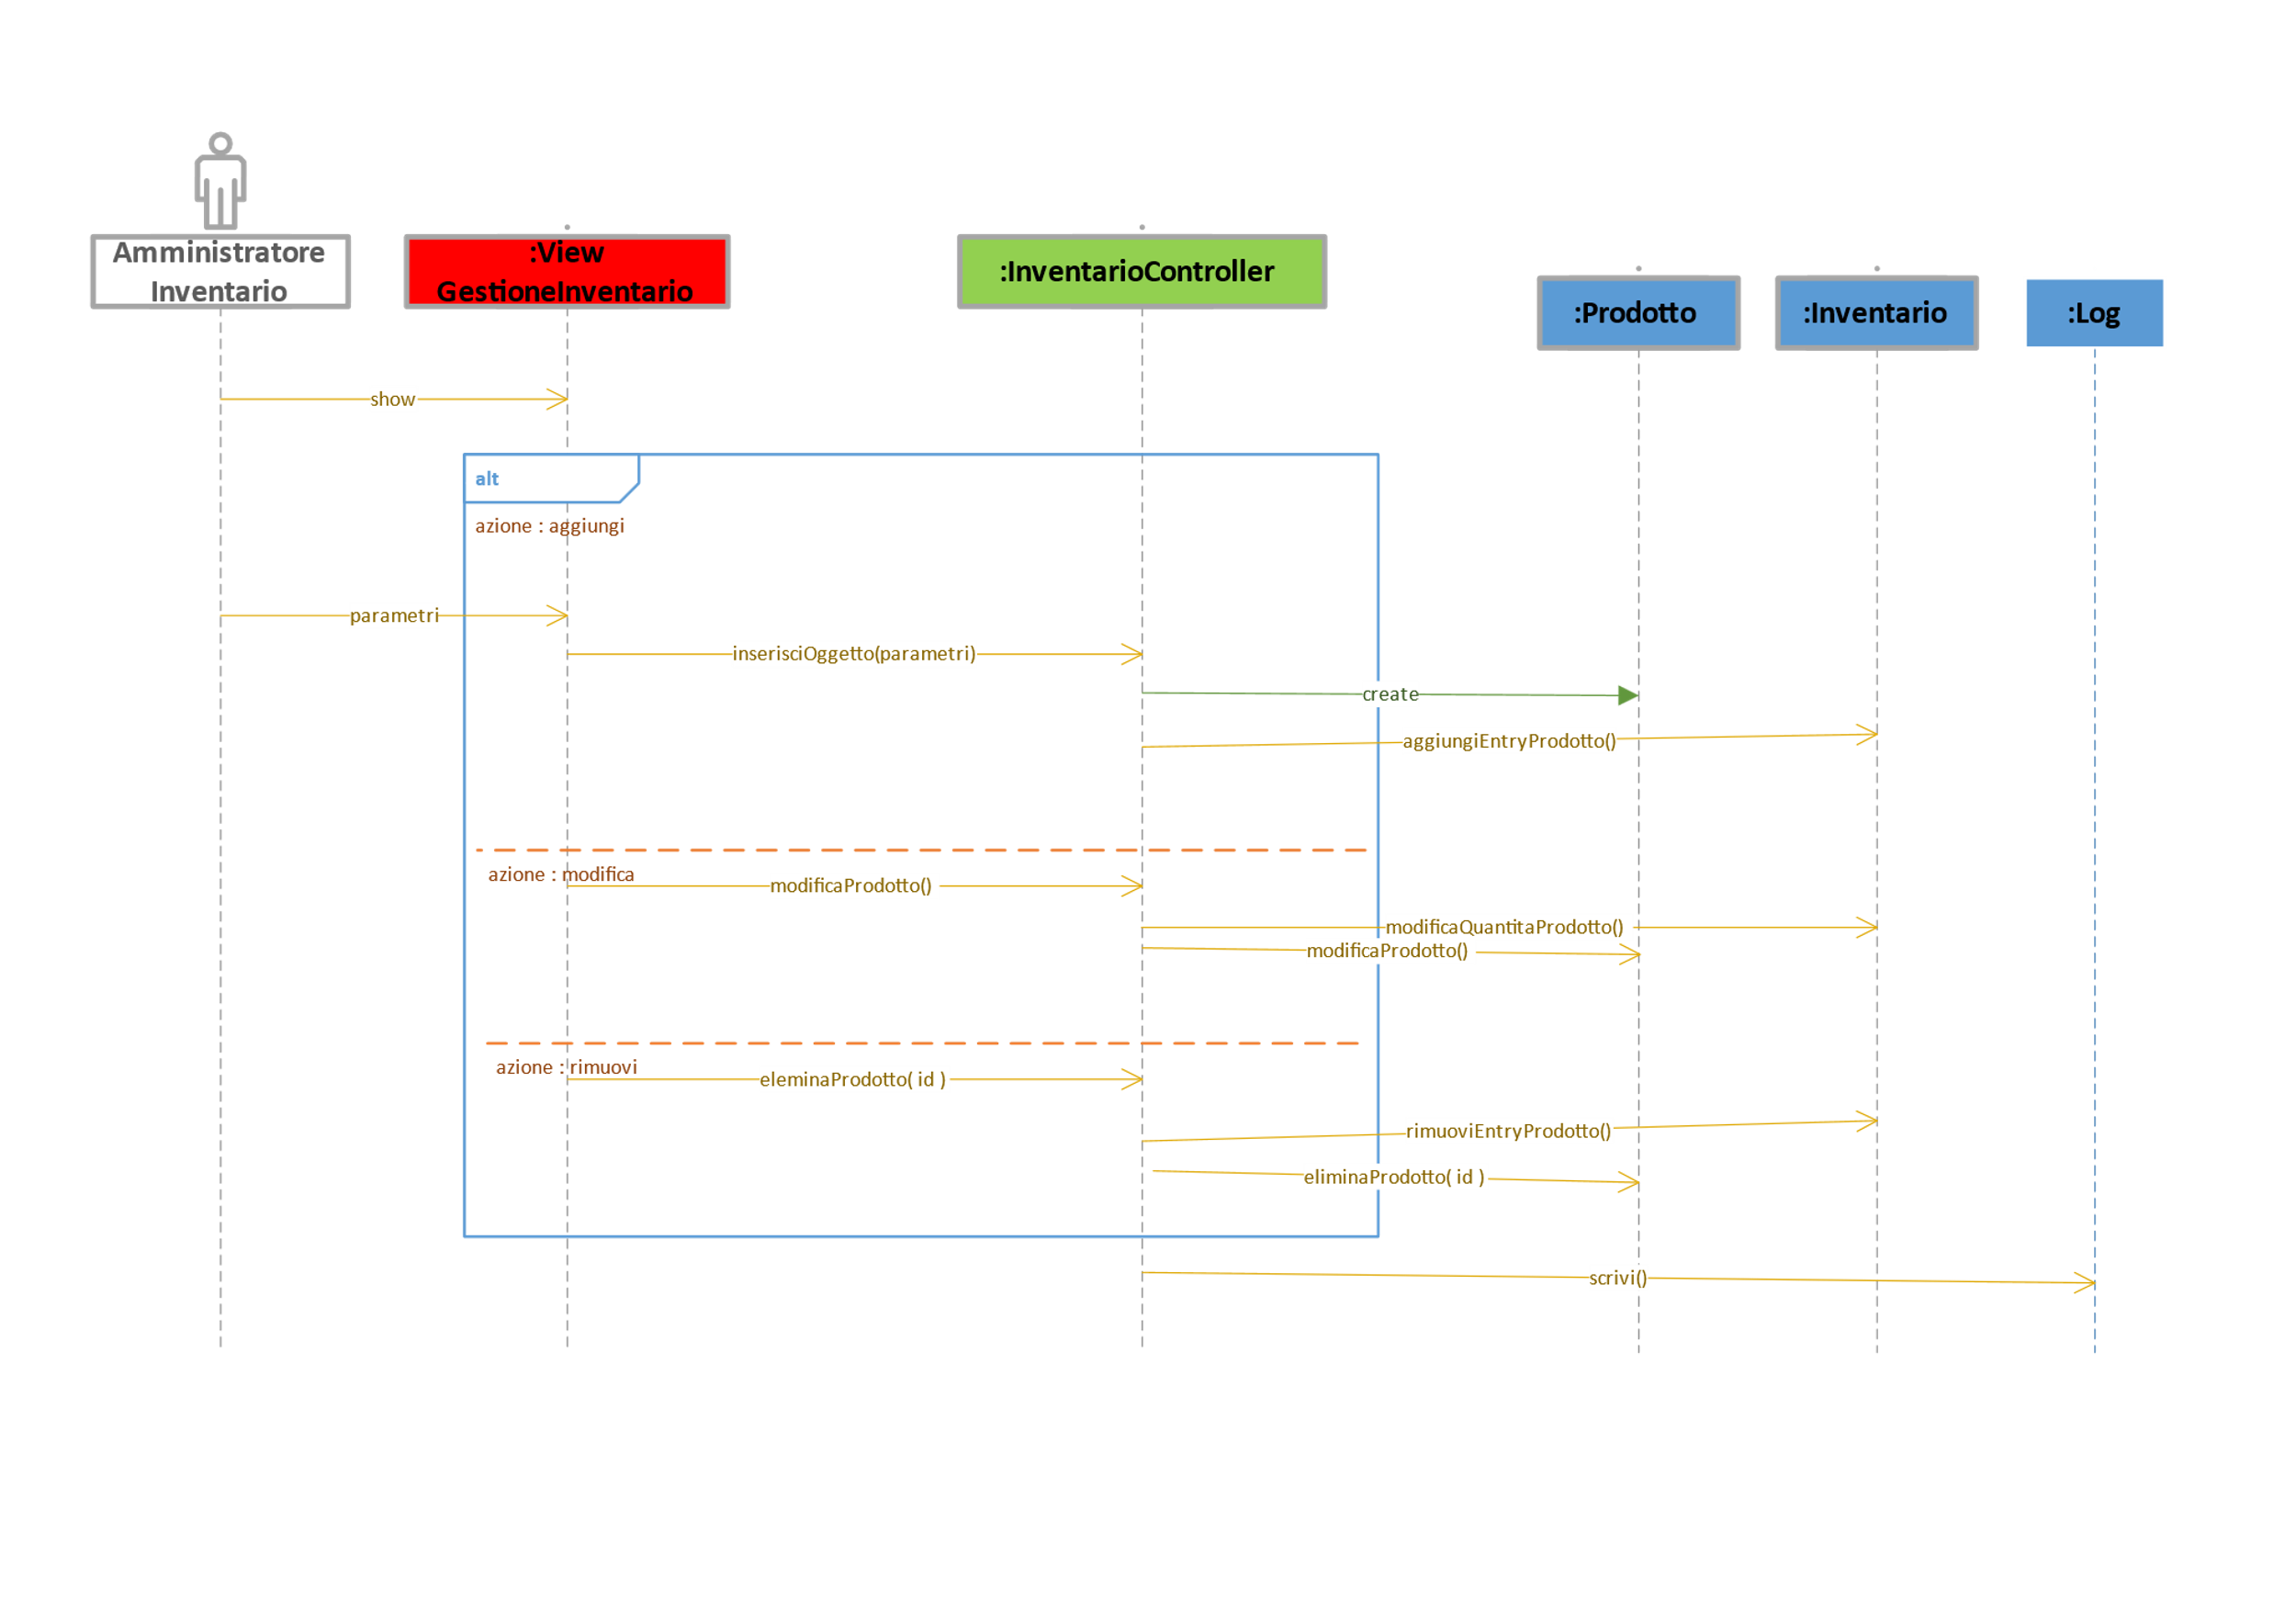 Amministratore
Inventario
:View
GestioneInventario
:InventarioController
:Prodotto
:Inventario
:Log
show
alt
azione : aggiungi
parametri
inserisciOggetto(parametri)
create
aggiungiEntryProdotto()
azione : modifica
modificaProdotto()
modificaQuantitaProdotto()
modificaProdotto()
azione : rimuovi
eleminaProdotto( id )
rimuoviEntryProdotto()
eliminaProdotto( id )
scrivi()